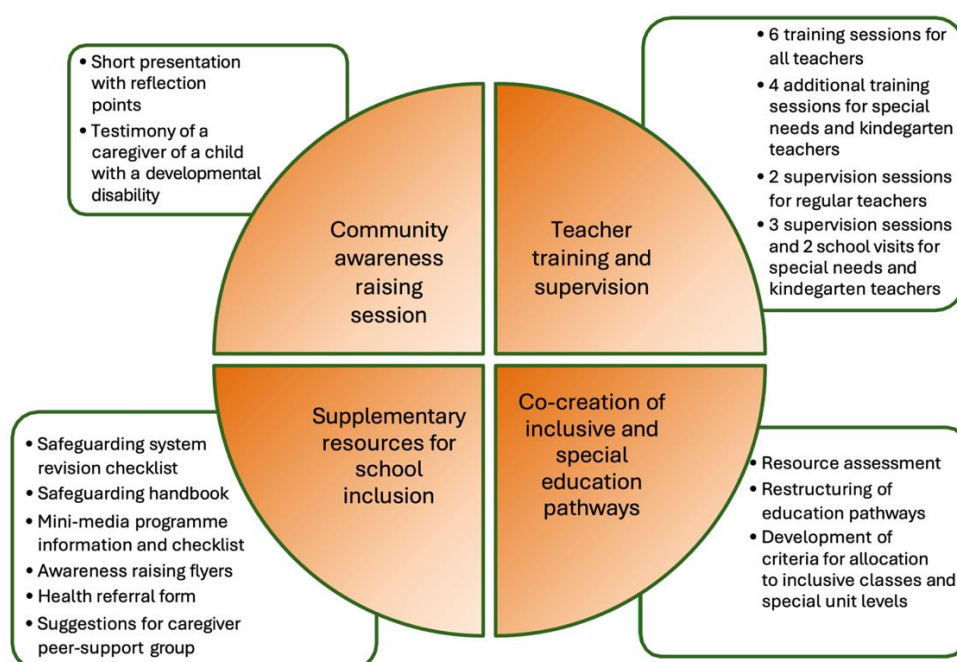 • Short presentation
with reflection
points
• Testimony of a
caregiver of a child
with a developmental
disability
Community
awareness
raising
session
• 6 training sessions for
all teachers
• 4 additional training
sessions for special
needs and kindegarten
teachers
• 2 supervision sessions
for regular teachers
• 3 supervision sessions
and 2 school visits for
special needs and
kindegarten teachers
Teacher
training and
supervision
• Safeguarding system
revision checklist
• Safeguarding handbook
• Mini-media programme
information and checklist
• Awareness raising flyers
• Health referral form
• Suggestions for caregiver
peer-support group
Supplementary
resources for
school
inclusion
Co-creation of
inclusive and
special
education
pathways
• Resource assessment
• Restructuring of
education pathways
• Development of
criteria for allocation
to inclusive classes and
special unit levels